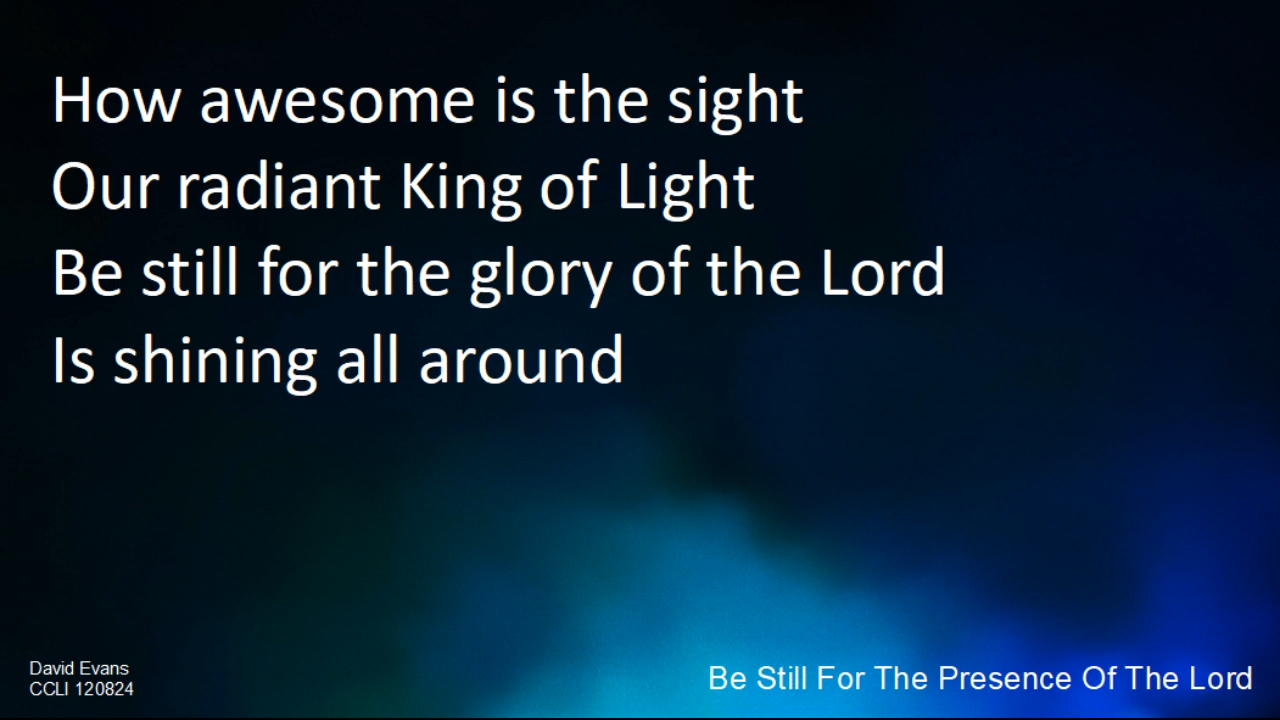 How awesome is the sight
Our radiant King of Light
Be still for the glory of the Lord
Is shining all around
David Evans
CCLI 120824
Be Still For The Presence Of The Lord